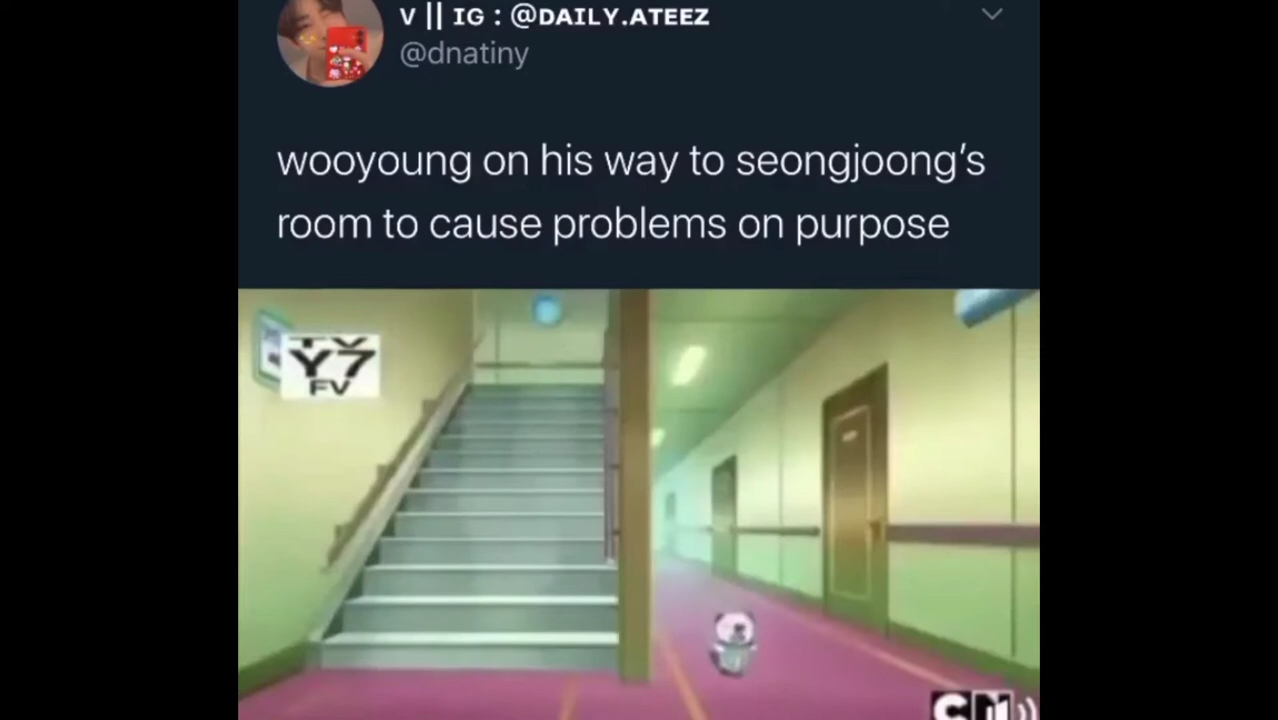 V || IG : @DAILY.ATEEZ
@dnatiny
wooyoung on his way to seongjoong’s
room to cause problems on purpose
TV
Y7
FV
CN